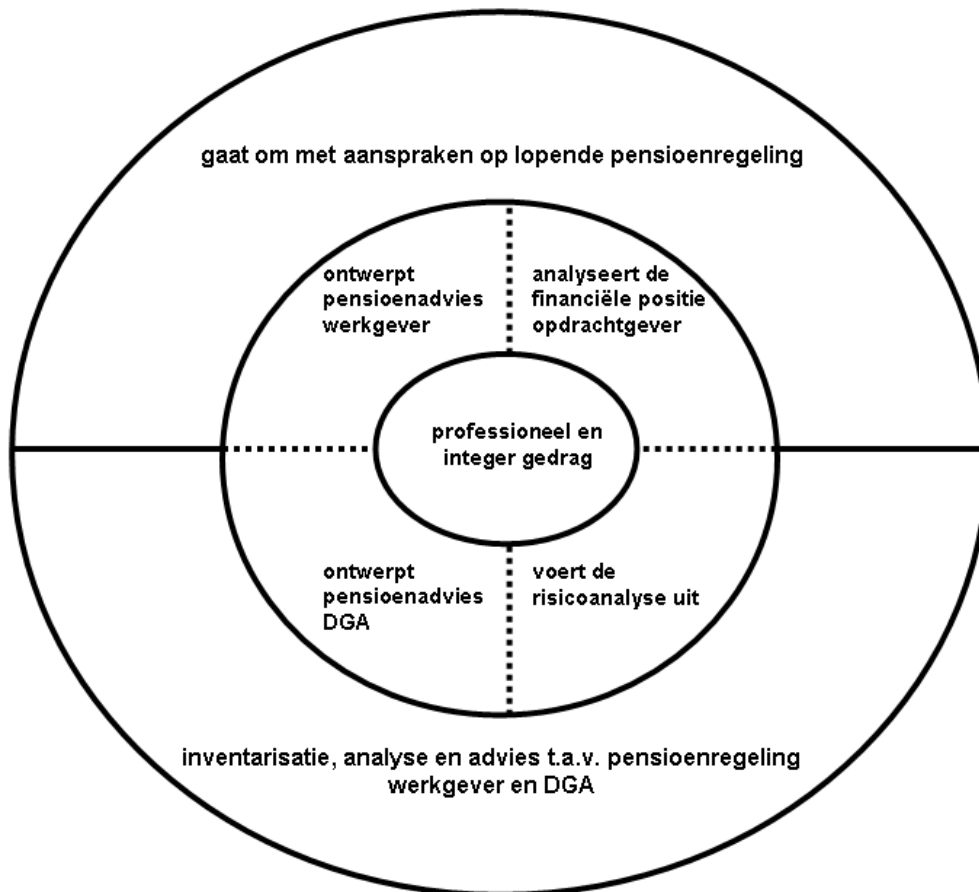 gaat om met aanspraken op lopende pensioenregeling
ontwerpt
pensioenadvies
werkgever
analyseert de
financiële positie
opdrachtgever
professioneel en
integer gedrag
ontwerpt
pensioenadvies
DGA
voert de
risicoanalyse uit
inventarisatie, analyse en advies t.a.v. pensioenregeling
werkgever en DGA